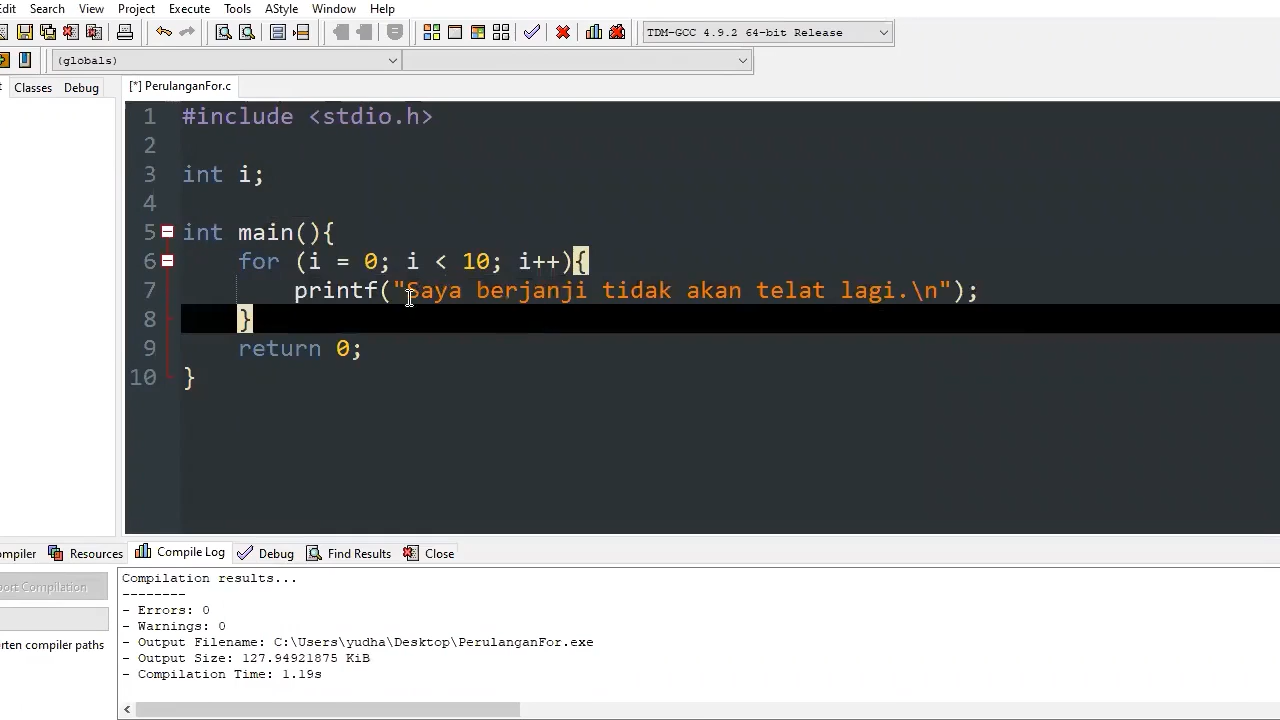 Edit Search View Project Execute Tools AStyle Window Help
TDM-GCC 4.9.2 64-bit Release
(globals)
Classes Debug [*] PerulanganFor.c
1 #include <stdio.h>
2
3 int i;
4
5 int main(){
6 for (i = 0; i < 10; i++){
7 printf("Saya berjanji tidak akan telat lagi.\n");
8 }
9 return 0;
10 }
Resources Compile Log Debug Find Results Close
Compilation results...
--------
- Errors: 0
- Warnings: 0
- Output Filename: C:\Users\yudha\Desktop\PerulanganFor.exe
- Output Size: 127.94921875 KiB
- Compilation Time: 1.19s
compiler paths